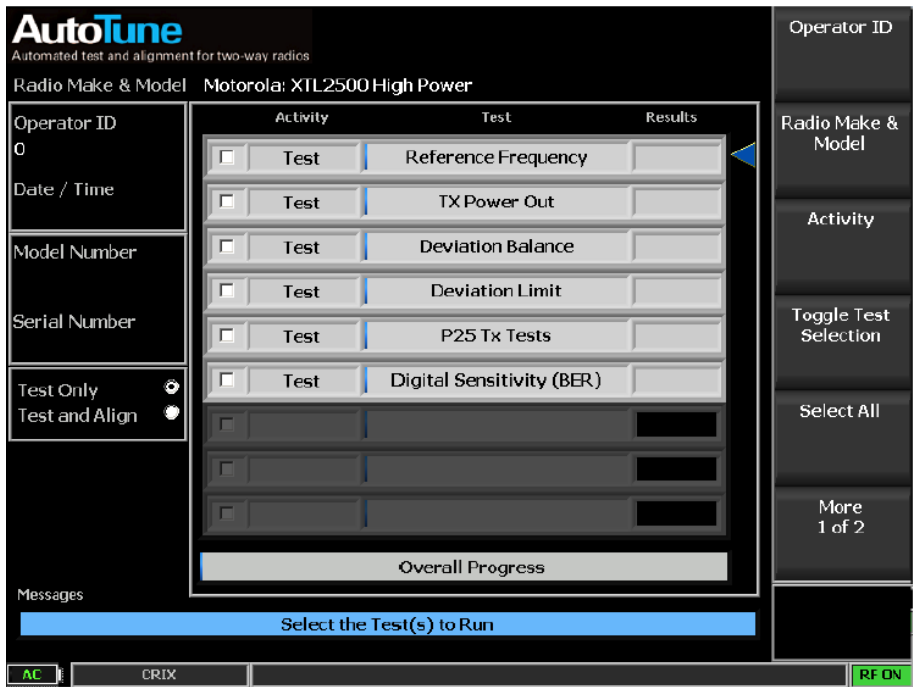 AutoTune
Automated test and alignment for two-way radios
Radio Make & Model Motorola: XTL2500 High Power
Operator ID
0
Date / Time
Model Number
Serial Number
Test Only
Test and Align
Activity Test Results
Test Reference Frequency
Test TX Power Out
Test Deviation Balance
Test Deviation Limit
Test P25 Tx Tests
Test Digital Sensitivity (BER)
Overall Progress
Messages
Select the Test(s) to Run
AC CRIX RF ON
Operator ID
Radio Make &
Model
Activity
Toggle Test
Selection
Select All
More
1 of 2